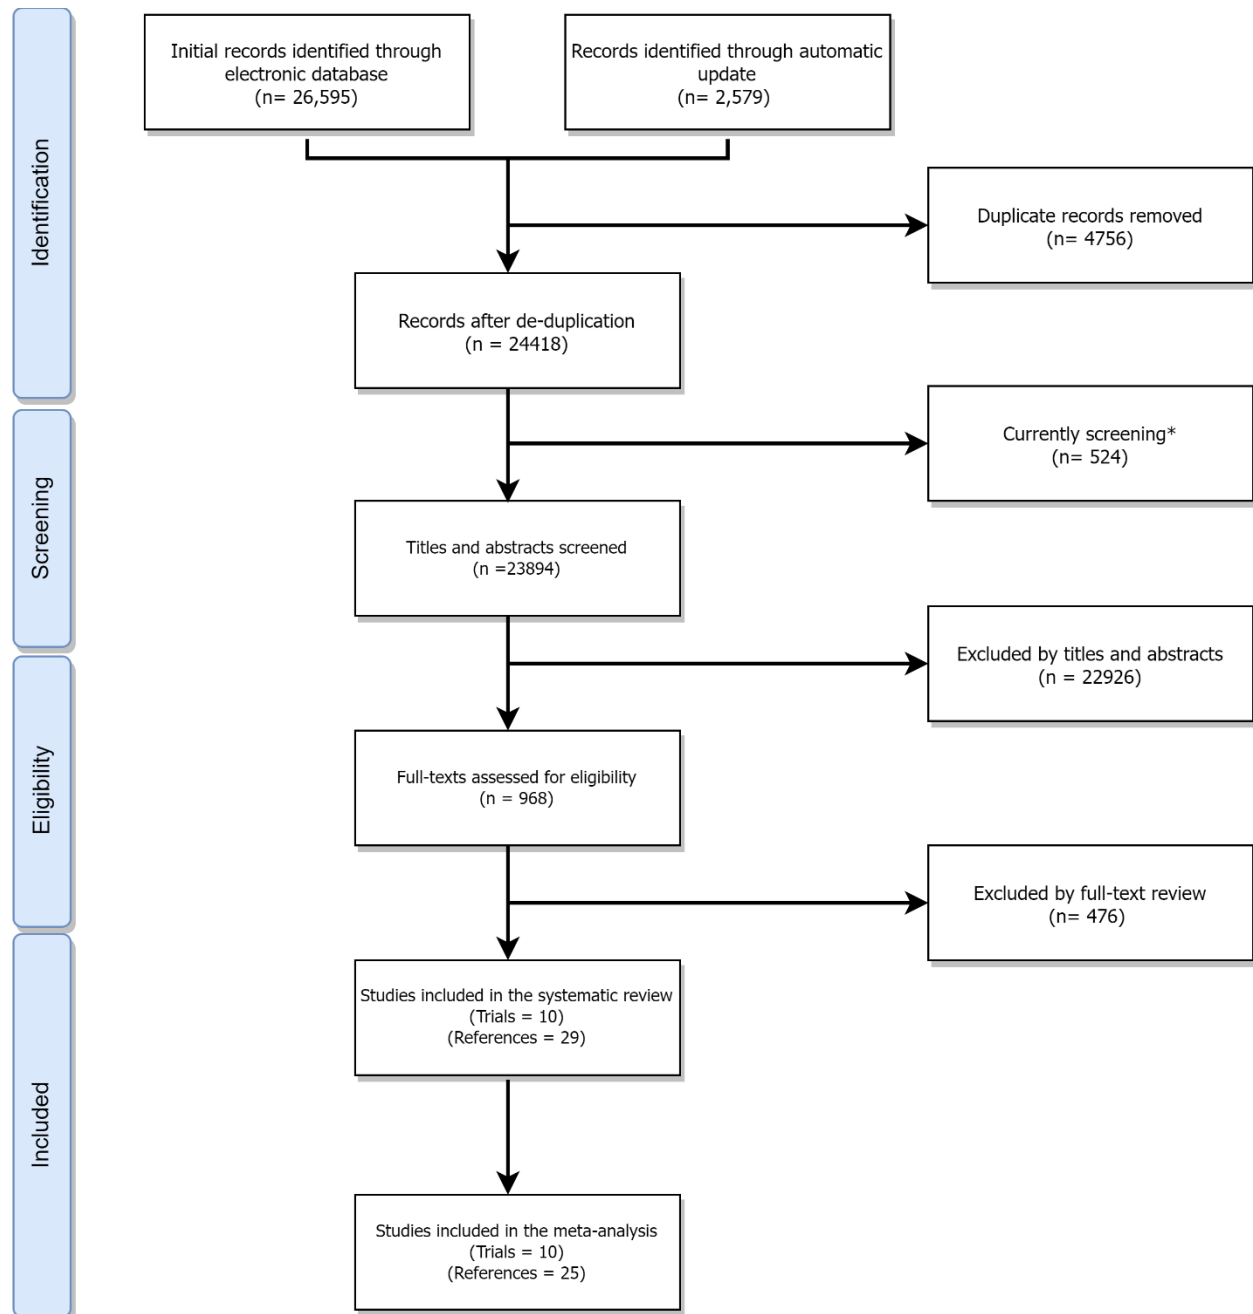 Identification
Initial records identified through
electronic database
(n= 26,595)
Records identified through automatic
update
(n= 2,579)
Duplicate records removed
(n= 4756)
Records after de-duplication
(n = 24418)
Screening
Currently screening*
(n= 524)
Titles and abstracts screened
(n =23894)
Excluded by titles and abstracts
(n = 22926)
Eligibility
Full-texts assessed for eligibility
(n = 968)
Excluded by full-text review
(n= 476)
Included
Studies included in the systematic review
(Trials = 10)
(References = 29)
Studies included in the meta-analysis
(Trials = 10)
(References = 25)